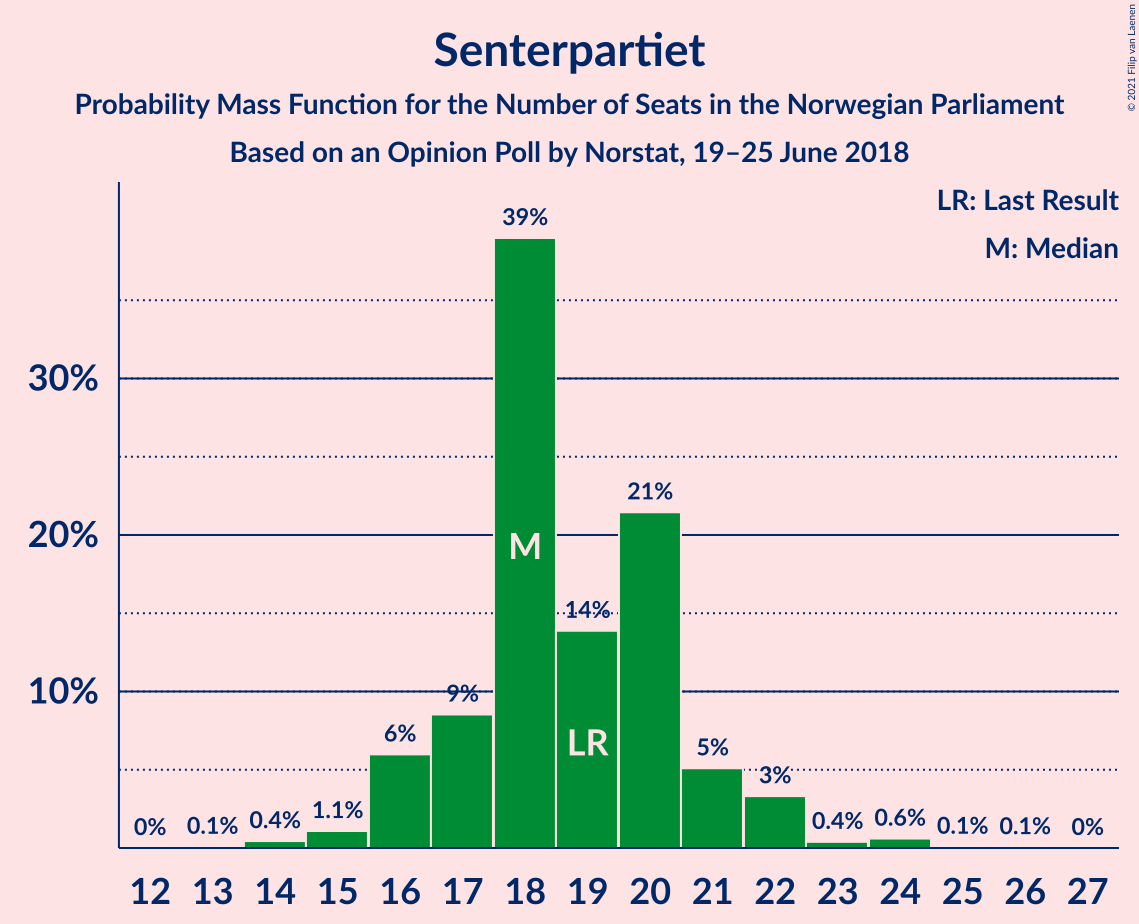 Senterpartiet
Probability Mass Function for the Number of Seats in the Norwegian Parliament
Based on an Opinion Poll by Norstat, 19–25 June 2018
© 2021 Filip van Laenen
LR: Last Result
M: Median
39%
30%
21%
20%
M
14%
10%
9%
LR
6%
5%
3%
1.1%
0.4%
0.4%
0.6%
0%
0.1%
0.1%
0.1%
0%
12 13 14 15 16 17 18 19 20 21 22 23 24 25 26 27